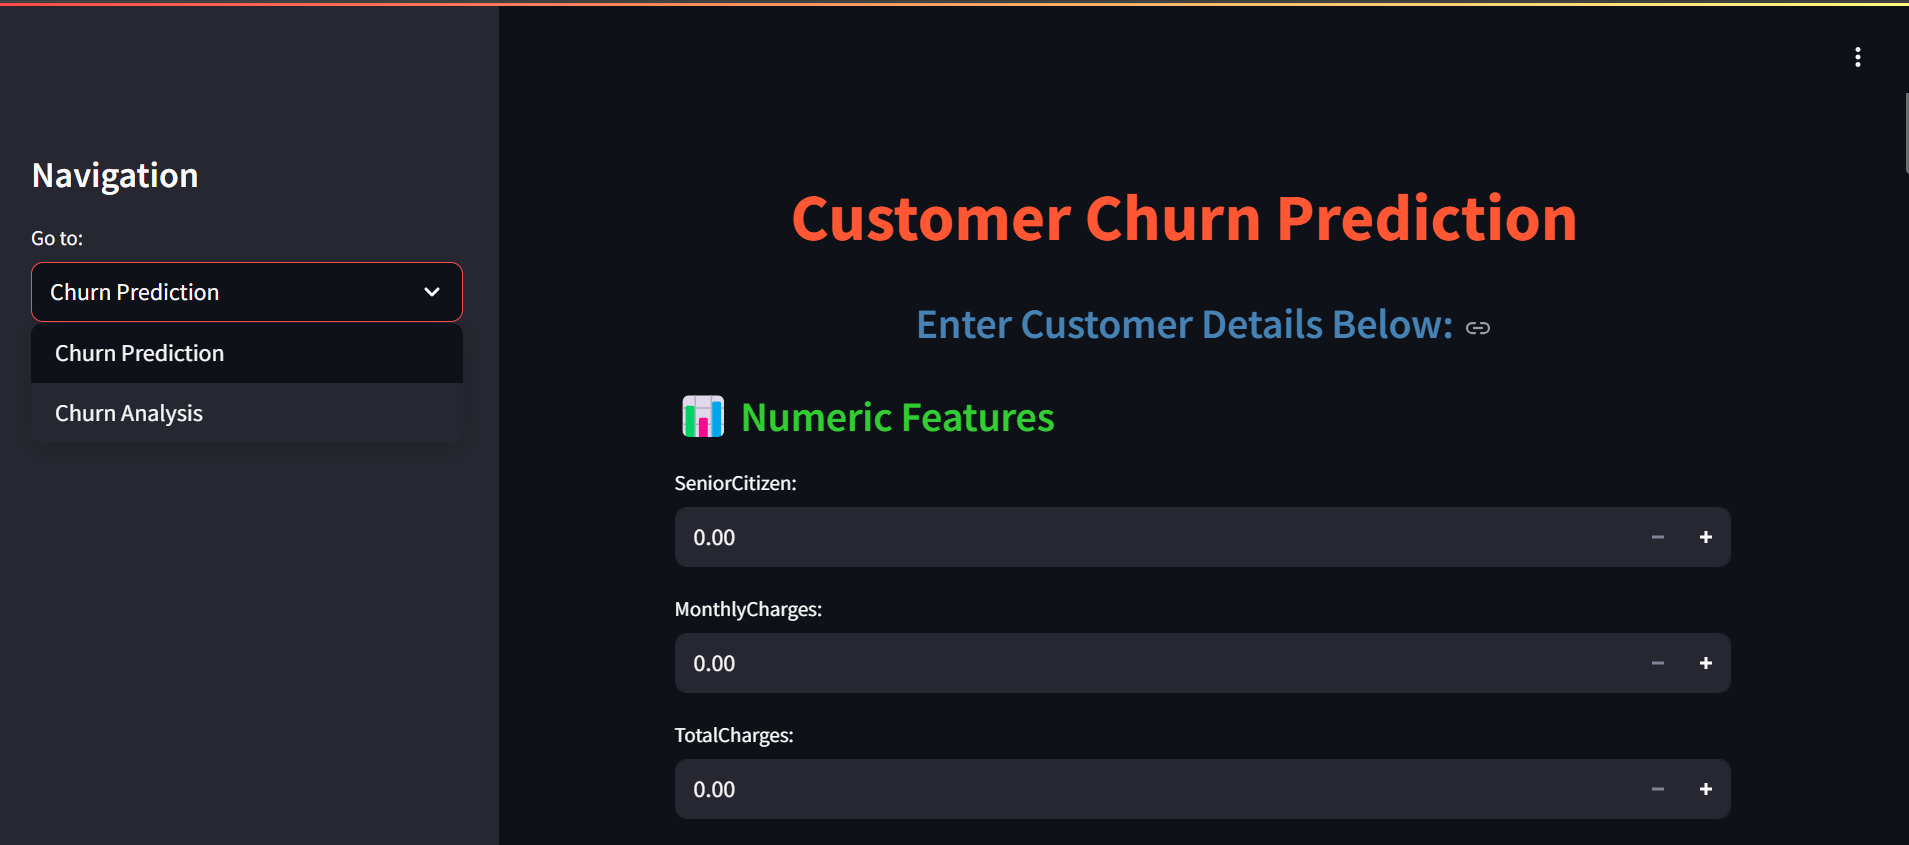 Navigation
Go to:
Churn Prediction
Churn Prediction
Churn Analysis
Customer Churn Prediction
Enter Customer Details Below:
Numeric Features
SeniorCitizen:
0.00
MonthlyCharges:
0.00
TotalCharges:
0.00